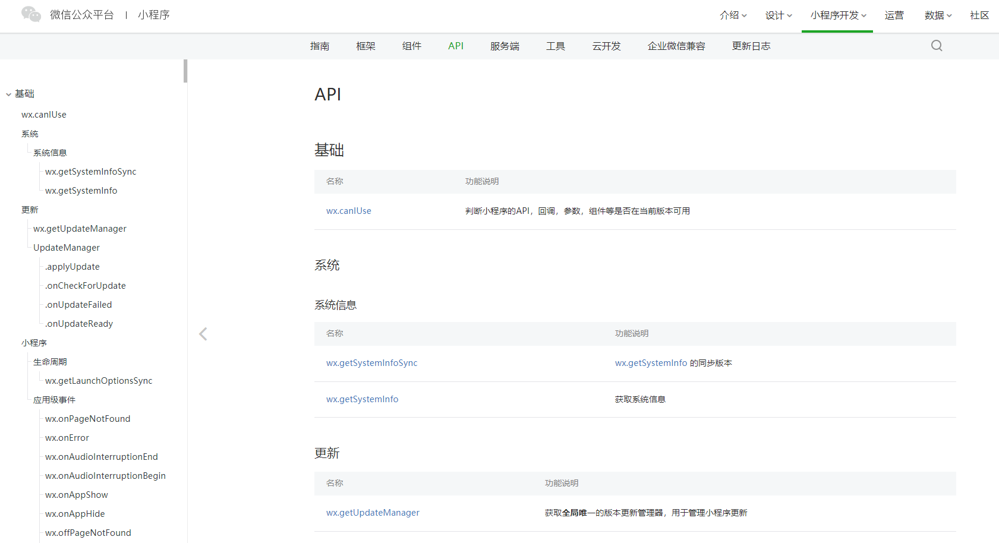 微信公众平台 | 小程序
介绍 设计 小程序开发 运营 数据 社区
指南 框架 组件 API 服务端 工具 云开发 企业微信兼容 更新日志
基础
wx.canIUse
系统
系统信息
wx.getSystemInfoSync
wx.getSystemInfo
更新
wx.getUpdateManager
UpdateManager
.applyUpdate
.onCheckForUpdate
.onUpdateFailed
.onUpdateReady
小程序
生命周期
wx.getLaunchOptionsSync
应用级事件
wx.onPageNotFound
wx.onError
wx.onAudioInterruptionEnd
wx.onAudioInterruptionBegin
wx.onAppShow
wx.onAppHide
wx.offPageNotFound
API
基础
名称 功能说明
wx.canIUse 判断小程序的API，回调，参数，组件等是否在当前版本可用
系统
系统信息
名称 功能说明
wx.getSystemInfoSync wx.getSystemInfo 的同步版本
wx.getSystemInfo 获取系统信息
更新
名称 功能说明
wx.getUpdateManager 获取全局唯一的版本更新管理器，用于管理小程序更新